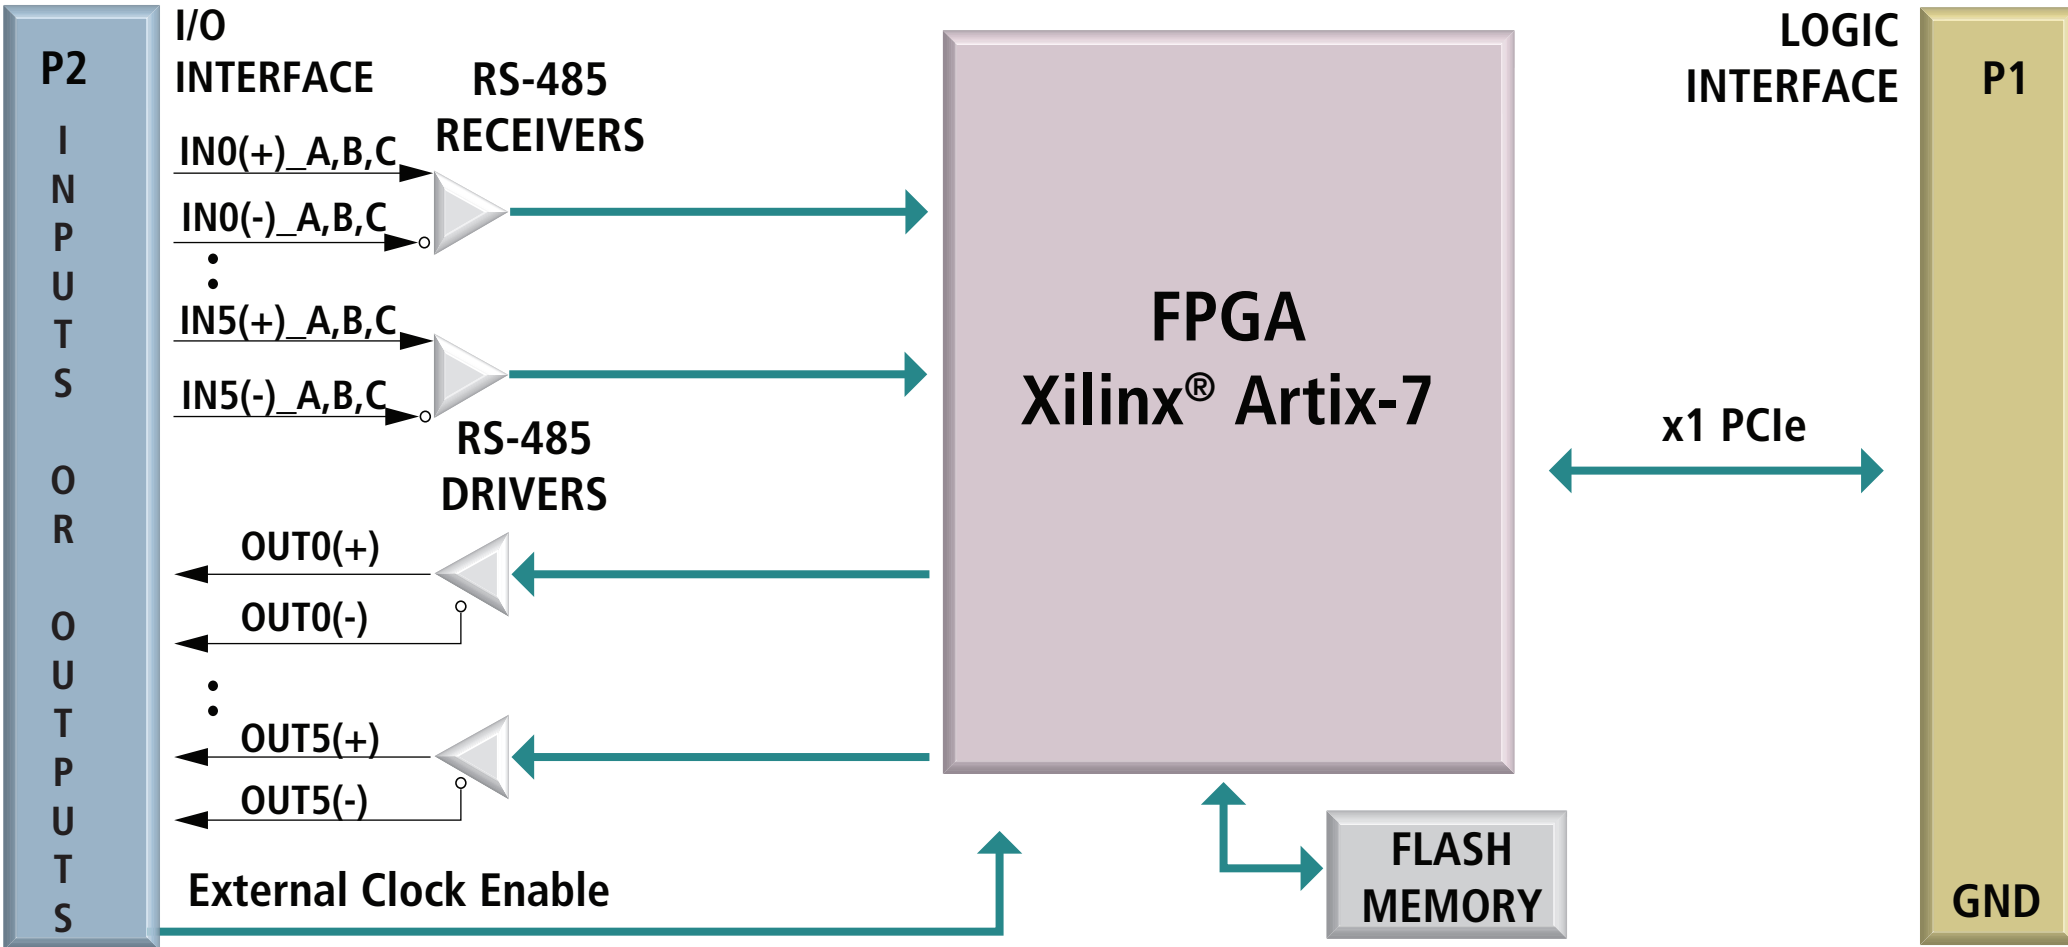 P2
INPUTS OR OUTPUTS
I/O
INTERFACE
RS-485
RECEIVERS
IN0(+)_A,B,C
IN0(-)_A,B,C
IN5(+)_A,B,C
IN5(-)_A,B,C
RS-485
DRIVERS
OUT0(+)
OUT0(-)
OUT5(+)
OUT5(-)
External Clock Enable
FPGA
Xilinx® Artix-7
FLASH
MEMORY
x1 PCIe
LOGIC
INTERFACE
P1
GND